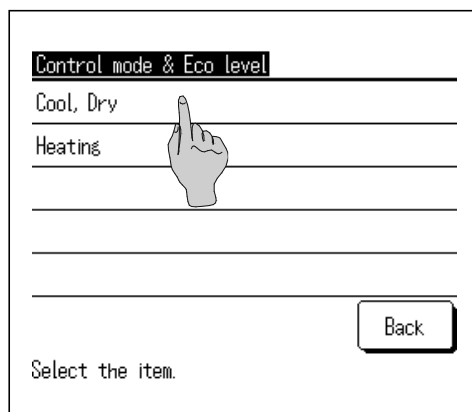 Control mode & Eco level
Cool, Dry
Heating
Back
Select the item.